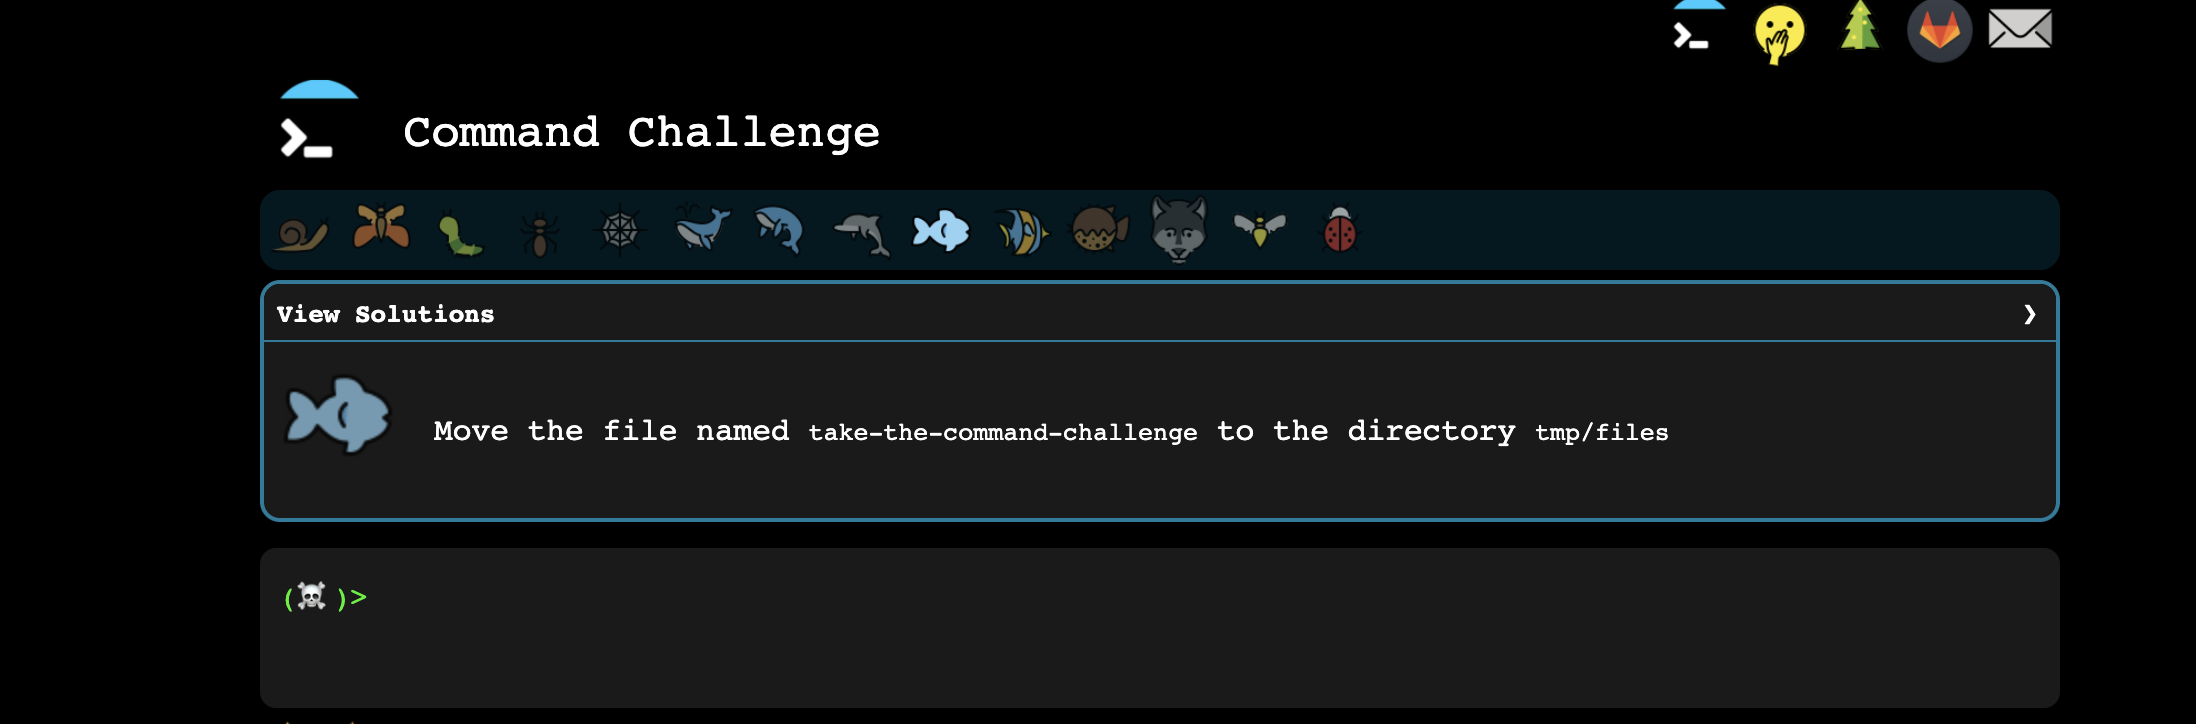 Command Challenge
View Solutions ❯
Move the file named take-the-command-challenge to the directory tmp/files
(☠️ )>